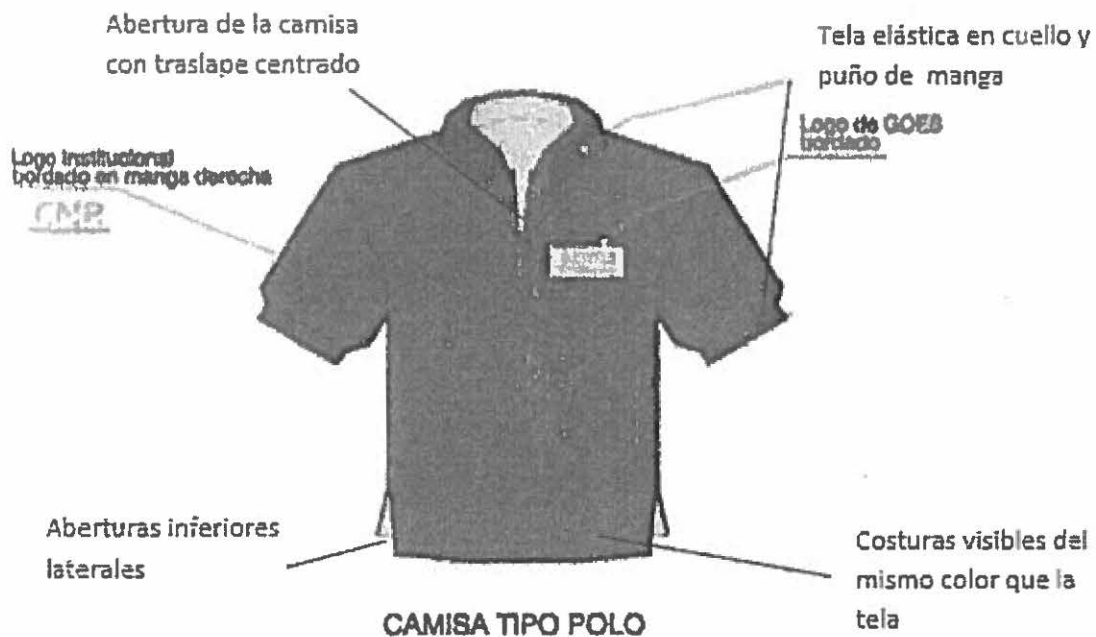 Abertura de la camisa
con traslape centrado
Tela elástica en cuello y
puño de manga
Logo de GOES
bordado
Logo institucional
bordado en manga derecha
CMP
Aberturas inferiores
laterales
Costuras visibles del
mismo color que la
tela
CAMISA TIPO POLO